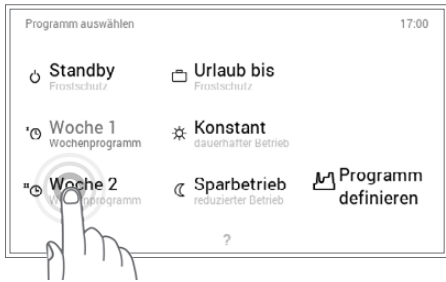 Programm auswählen 17:00
Standby
Frostschutz
Urlaub bis
Frostschutz
Woche 1
Wochenprogramm
Konstant
dauerhafter Betrieb
Woche 2
Wochenprogramm
Sparbetrieb
reduzierter Betrieb
Programm
definieren
?